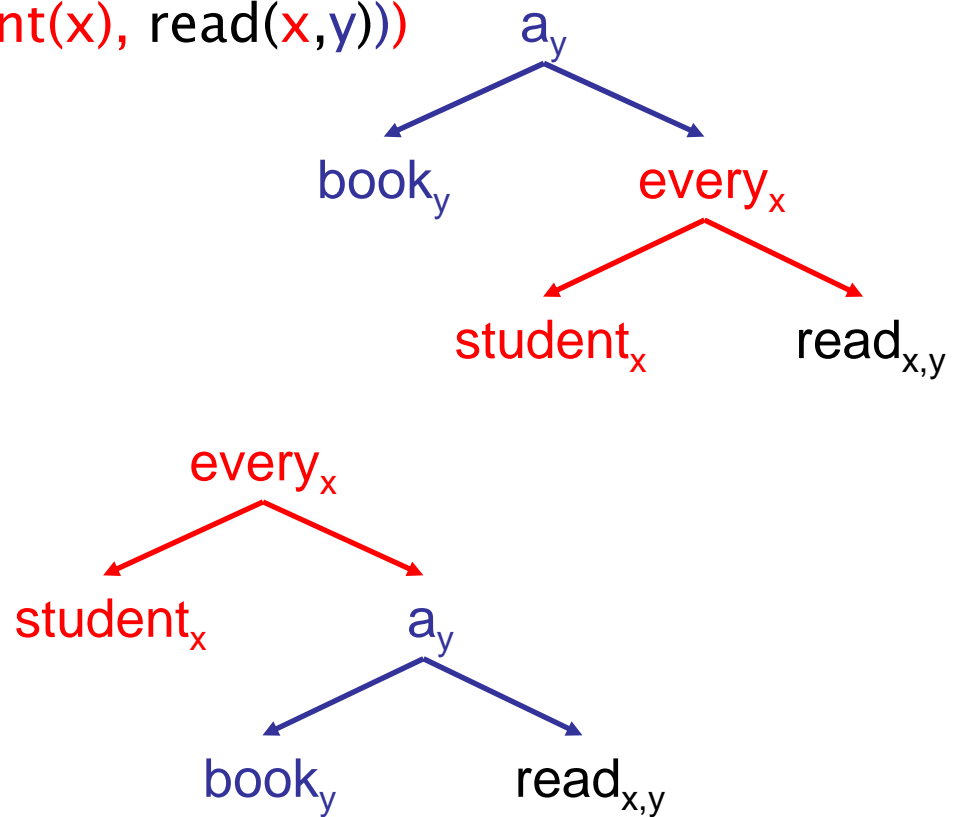 nt(x), read(x,y))) a_y
book_y every_x
student_x read_x,y
every_x
student_x a_y
book_y read_x,y